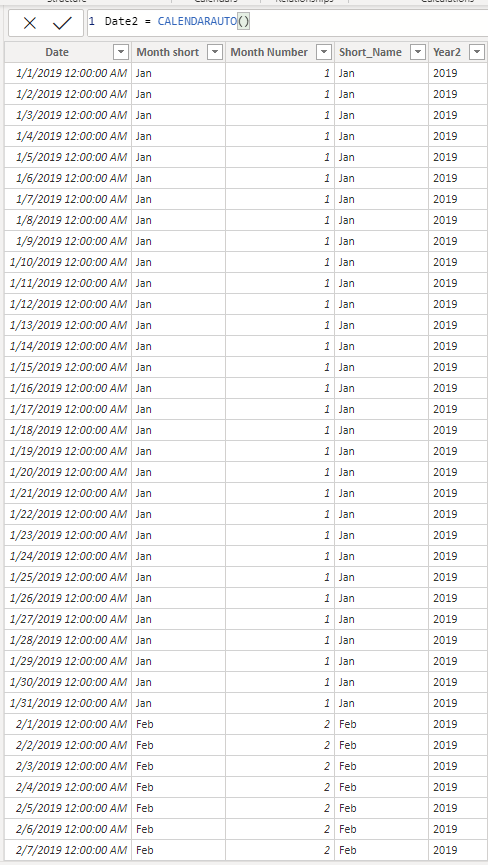 Structure Calendars Relationships Calculations
1 Date2 = CALENDARAUTO()
Date Month short Month Number Short_Name Year2
1/1/2019 12:00:00 AM Jan 1 Jan 2019
1/2/2019 12:00:00 AM Jan 1 Jan 2019
1/3/2019 12:00:00 AM Jan 1 Jan 2019
1/4/2019 12:00:00 AM Jan 1 Jan 2019
1/5/2019 12:00:00 AM Jan 1 Jan 2019
1/6/2019 12:00:00 AM Jan 1 Jan 2019
1/7/2019 12:00:00 AM Jan 1 Jan 2019
1/8/2019 12:00:00 AM Jan 1 Jan 2019
1/9/2019 12:00:00 AM Jan 1 Jan 2019
1/10/2019 12:00:00 AM Jan 1 Jan 2019
1/11/2019 12:00:00 AM Jan 1 Jan 2019
1/12/2019 12:00:00 AM Jan 1 Jan 2019
1/13/2019 12:00:00 AM Jan 1 Jan 2019
1/14/2019 12:00:00 AM Jan 1 Jan 2019
1/15/2019 12:00:00 AM Jan 1 Jan 2019
1/16/2019 12:00:00 AM Jan 1 Jan 2019
1/17/2019 12:00:00 AM Jan 1 Jan 2019
1/18/2019 12:00:00 AM Jan 1 Jan 2019
1/19/2019 12:00:00 AM Jan 1 Jan 2019
1/20/2019 12:00:00 AM Jan 1 Jan 2019
1/21/2019 12:00:00 AM Jan 1 Jan 2019
1/22/2019 12:00:00 AM Jan 1 Jan 2019
1/23/2019 12:00:00 AM Jan 1 Jan 2019
1/24/2019 12:00:00 AM Jan 1 Jan 2019
1/25/2019 12:00:00 AM Jan 1 Jan 2019
1/26/2019 12:00:00 AM Jan 1 Jan 2019
1/27/2019 12:00:00 AM Jan 1 Jan 2019
1/28/2019 12:00:00 AM Jan 1 Jan 2019
1/29/2019 12:00:00 AM Jan 1 Jan 2019
1/30/2019 12:00:00 AM Jan 1 Jan 2019
1/31/2019 12:00:00 AM Jan 1 Jan 2019
2/1/2019 12:00:00 AM Feb 2 Feb 2019
2/2/2019 12:00:00 AM Feb 2 Feb 2019
2/3/2019 12:00:00 AM Feb 2 Feb 2019
2/4/2019 12:00:00 AM Feb 2 Feb 2019
2/5/2019 12:00:00 AM Feb 2 Feb 2019
2/6/2019 12:00:00 AM Feb 2 Feb 2019
2/7/2019 12:00:00 AM Feb 2 Feb 2019